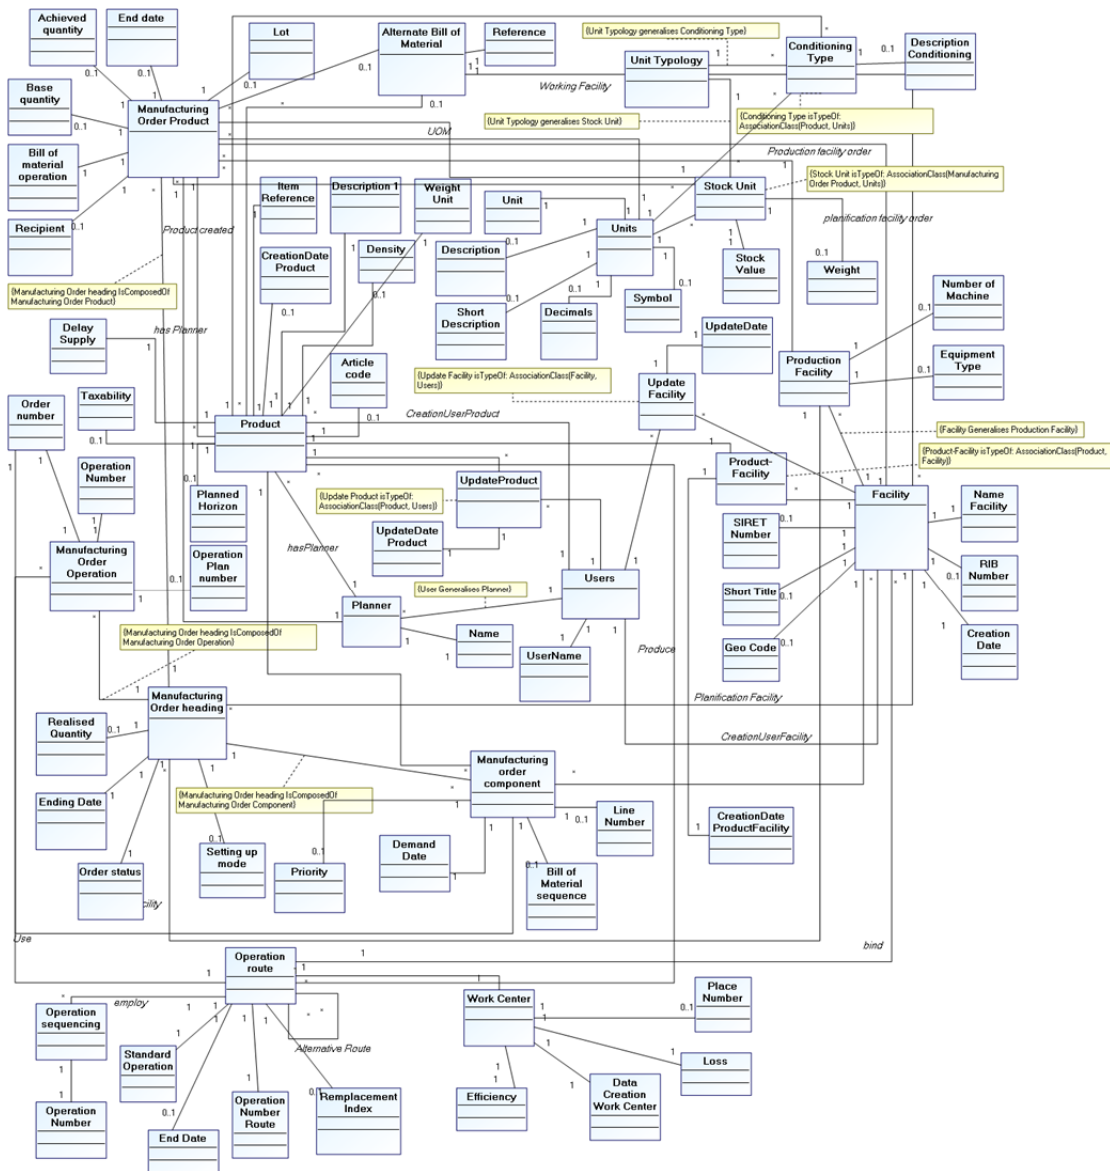 Achieved
quantity
End date
Lot
Alternate Bill of
Material
Reference
{Unit Typology generalises Conditioning Type}
Unit Typology
Conditioning
Type
Description
Conditioning
Base
quantity
Manufacturing
Order Product
Working Facility
{Unit Typology generalises Stock Unit}
{Conditioning Type isTypeOf:
AssociationClass(Product, Units)}
UOM
Bill of
material
operation
Production facility order
Item
Reference
Description 1
Weight
Unit
Unit
Stock Unit
{Stock Unit isTypeOf: AssociationClass(Manufacturing
Order Product, Units)}
Recipient
Product created
CreationDate
Product
Density
Description
Units
planification facility order
Stock
Value
Weight
{Manufacturing Order heading IsComposedOf
Manufacturing Order Product}
Short
Description
Decimals
Symbol
Number of
Machine
Delay
Supply
has Planner
UpdateDate
Article
code
{Update Facility isTypeOf: AssociationClass(Facility,
Users)}
Update
Facility
Production
Facility
Equipment
Type
Order
number
Taxability
Product
CreationUserProduct
{Facility Generalises Production Facility}
{Product-Facility isTypeOf: AssociationClass(Product,
Facility)}
Operation
Number
Planned
Horizon
{Update Product isTypeOf:
AssociationClass(Product, Users)}
UpdateProduct
Product-
Facility
Facility
Name
Facility
SIRET
Number
UpdateDate
Product
hasPlanner
Manufacturing
Order
Operation
Operation
Plan
number
RIB
Number
Users
{User Generalises Planner}
Planner
Short Title
Name
{Manufacturing Order heading IsComposedOf
Manufacturing Order Operation}
UserName
Produce
Geo Code
Creation
Date
Manufacturing
Order heading
Planification Facility
Realised
Quantity
CreationUserFacility
Manufacturing
order
component
Ending Date
{Manufacturing Order heading IsComposedOf
Manufacturing Order Component}
Line
Number
CreationDate
ProductFacility
Order status
Setting up
mode
Priority
Demand
Date
Bill of
Material
sequence
cility
Use
bind
Operation
route
employ
Work Center
Place
Number
Operation
sequencing
Standard
Operation
Alternative Route
Loss
Operation
Number
End Date
Operation
Number
Route
Remplacement
Index
Efficiency
Data
Creation
Work Center